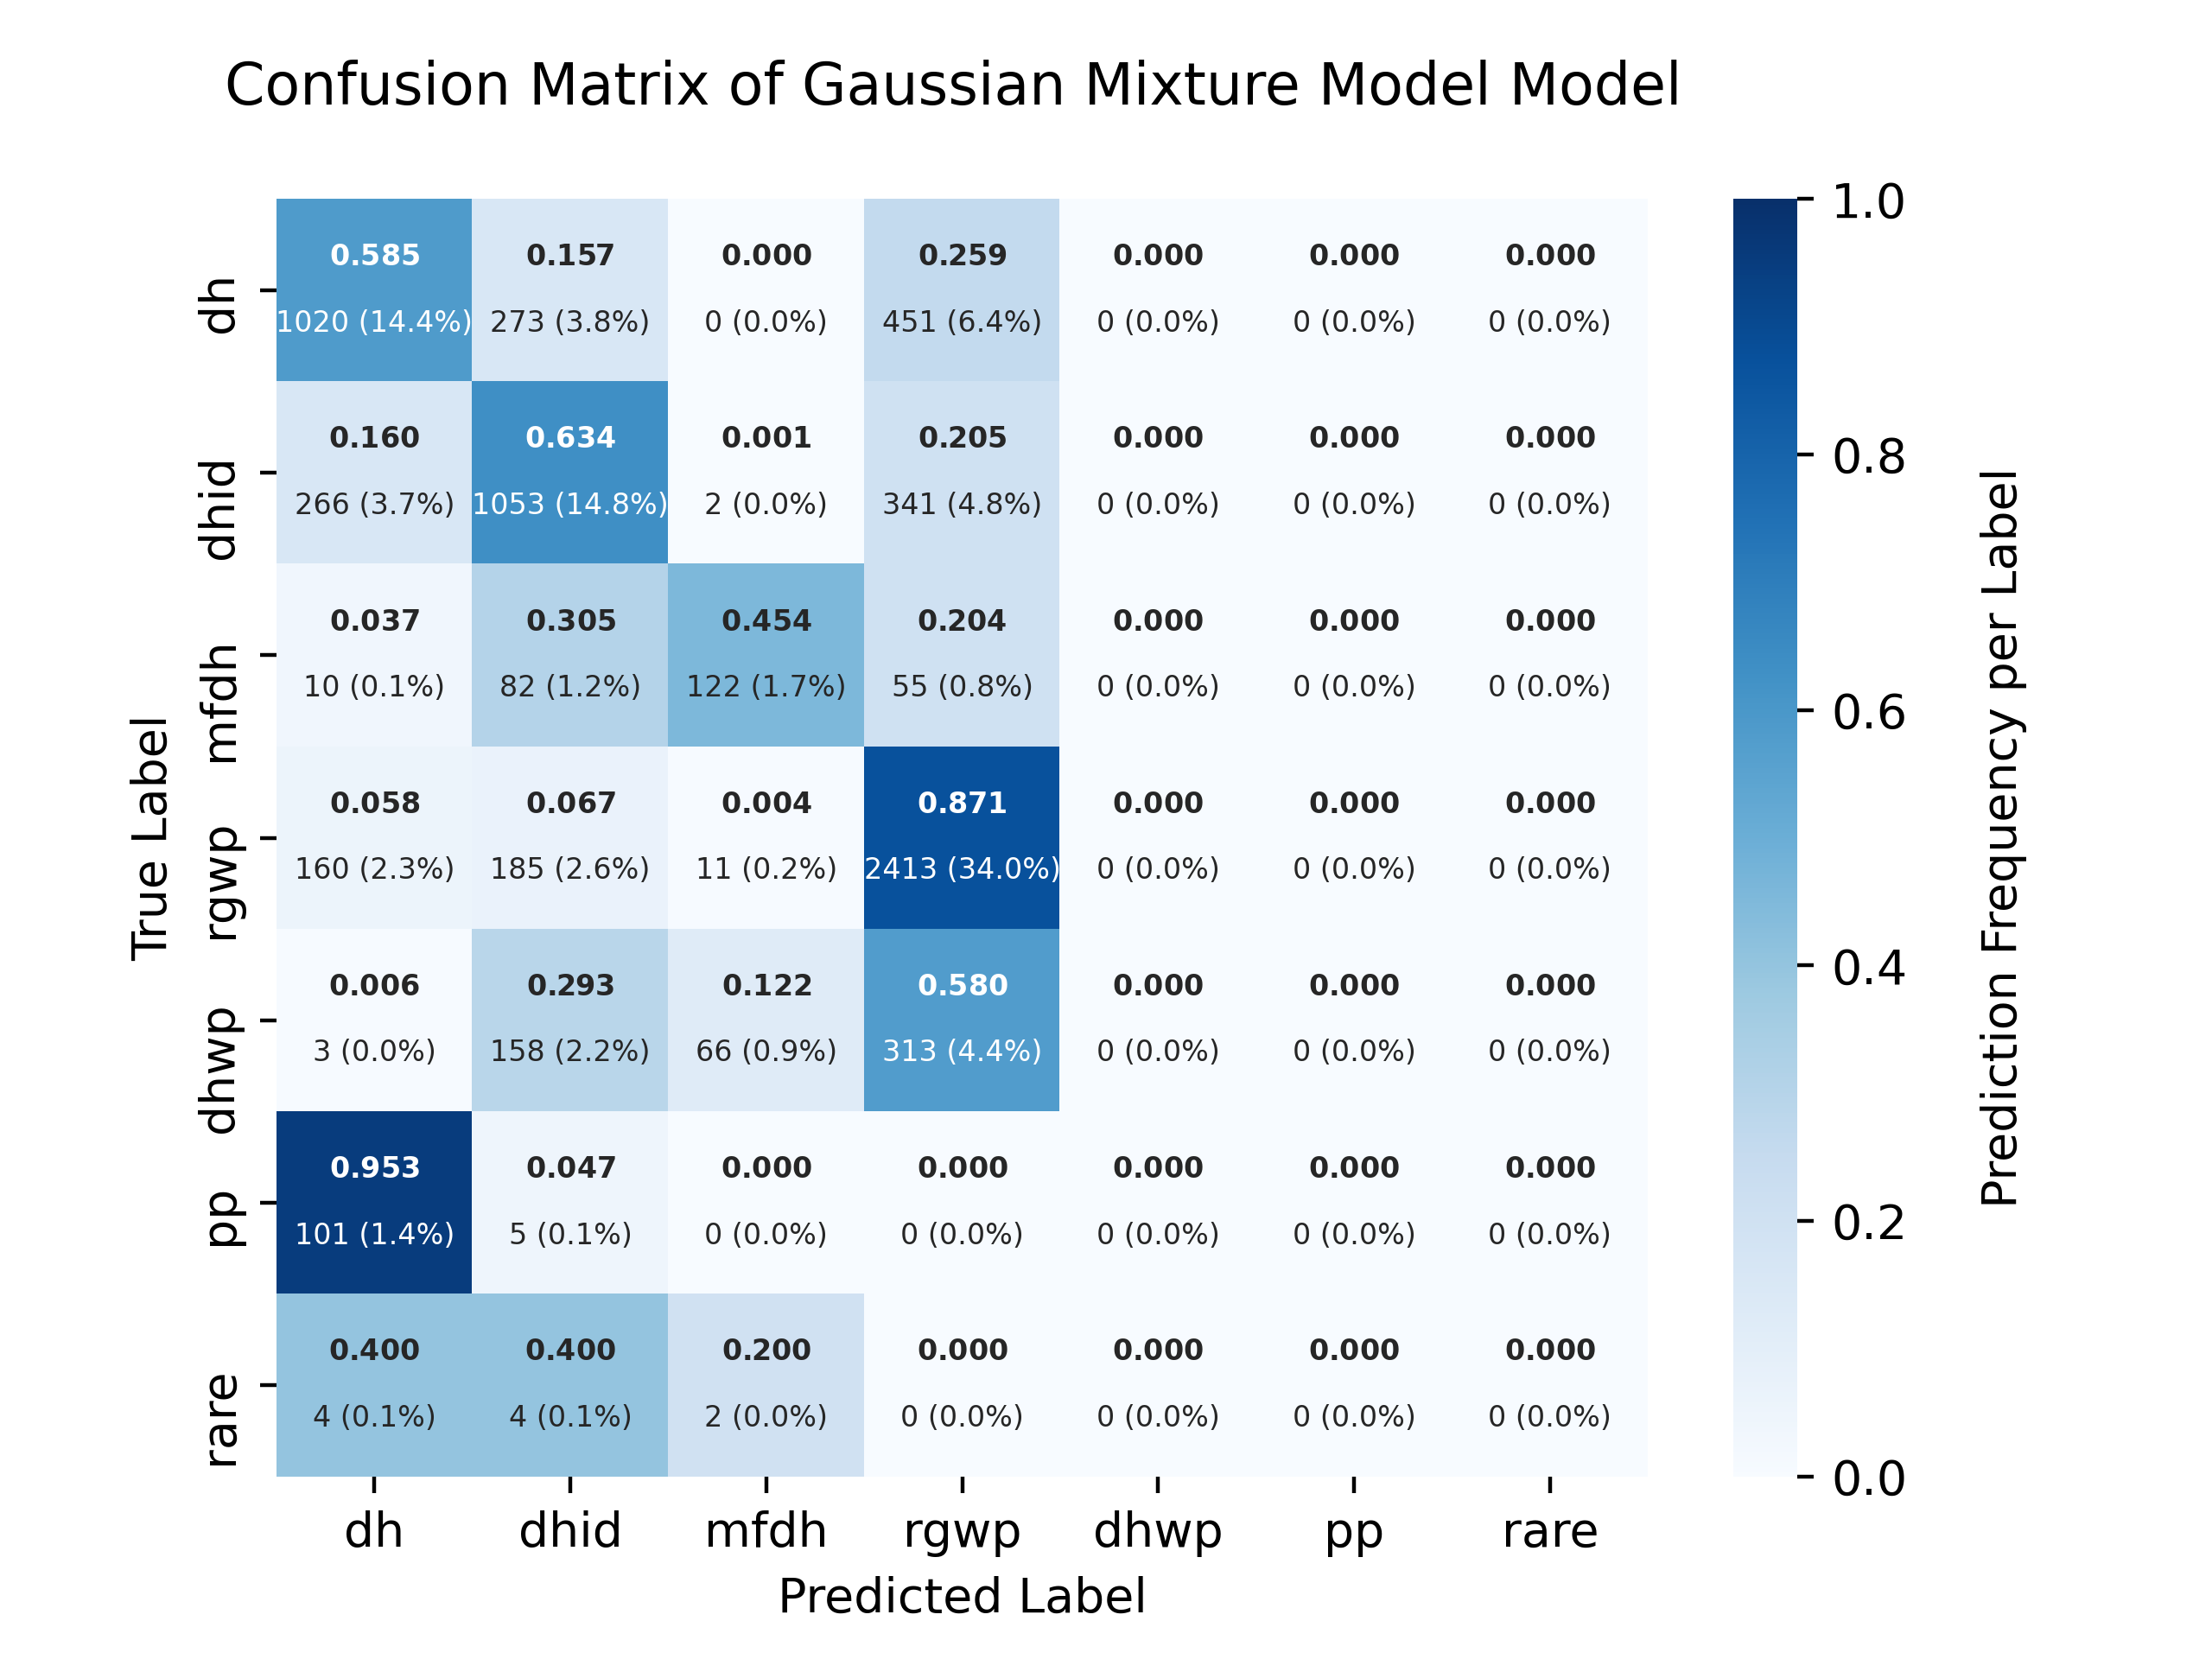 Confusion Matrix of Gaussian Mixture Model Model
True Label
dh
0.585 0.157 0.000 0.259 0.000 0.000 0.000
1020 (14.4%) 273 (3.8%) 0 (0.0%) 451 (6.4%) 0 (0.0%) 0 (0.0%) 0 (0.0%)
dhid
0.160 0.634 0.001 0.205 0.000 0.000 0.000
266 (3.7%) 1053 (14.8%) 2 (0.0%) 341 (4.8%) 0 (0.0%) 0 (0.0%) 0 (0.0%)
mfdh
0.037 0.305 0.454 0.204 0.000 0.000 0.000
10 (0.1%) 82 (1.2%) 122 (1.7%) 55 (0.8%) 0 (0.0%) 0 (0.0%) 0 (0.0%)
rgwp
0.058 0.067 0.004 0.871 0.000 0.000 0.000
160 (2.3%) 185 (2.6%) 11 (0.2%) 2413 (34.0%) 0 (0.0%) 0 (0.0%) 0 (0.0%)
dhwp
0.006 0.293 0.122 0.580 0.000 0.000 0.000
3 (0.0%) 158 (2.2%) 66 (0.9%) 313 (4.4%) 0 (0.0%) 0 (0.0%) 0 (0.0%)
pp
0.953 0.047 0.000 0.000 0.000 0.000 0.000
101 (1.4%) 5 (0.1%) 0 (0.0%) 0 (0.0%) 0 (0.0%) 0 (0.0%) 0 (0.0%)
rare
0.400 0.400 0.200 0.000 0.000 0.000 0.000
4 (0.1%) 4 (0.1%) 2 (0.0%) 0 (0.0%) 0 (0.0%) 0 (0.0%) 0 (0.0%)
dh dhid mfdh rgwp dhwp pp rare
Predicted Label
1.0
0.8
0.6
0.4
0.2
0.0
Prediction Frequency per Label